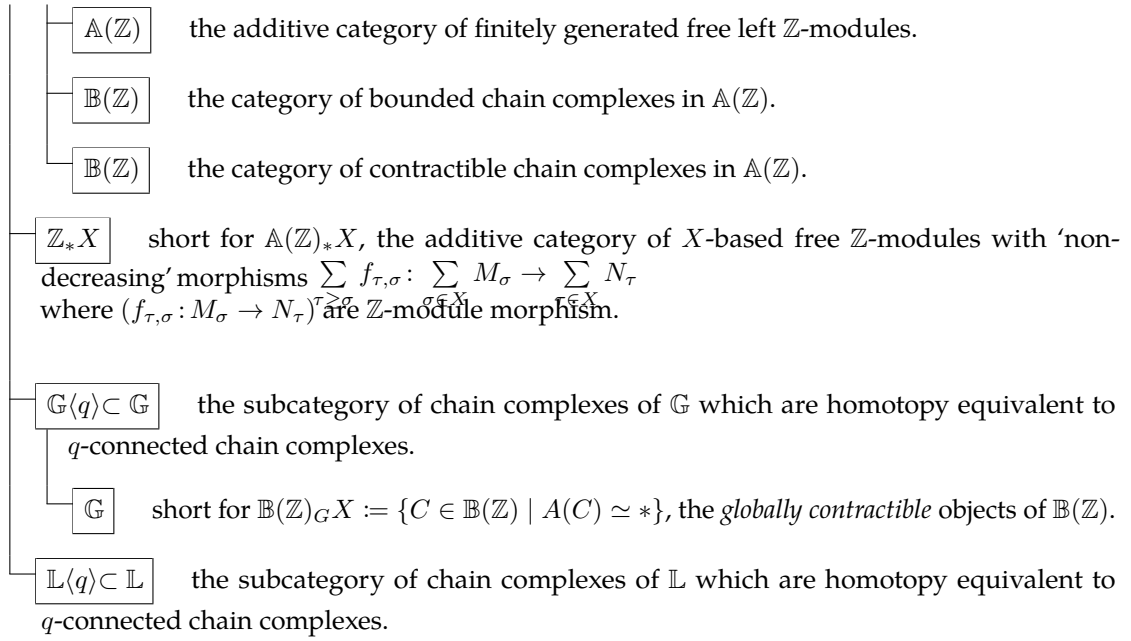 𝔸(ℤ) the additive category of finitely generated free left ℤ-modules.
𝔹(ℤ) the category of bounded chain complexes in 𝔸(ℤ).
𝔹(ℤ) the category of contractible chain complexes in 𝔸(ℤ).
ℤ∗X short for 𝔸(ℤ)∗X, the additive category of X-based free ℤ-modules with ‘non-
decreasing’ morphisms ∑_{τ≥σ} f_{τ,σ} : ∑_{σ∈X} M_σ → ∑_{τ∈X} N_τ
where (f_{τ,σ} : M_σ → N_τ) are ℤ-module morphism.
𝔾⟨q⟩⊂ 𝔾 the subcategory of chain complexes of 𝔾 which are homotopy equivalent to
q-connected chain complexes.
𝔾 short for 𝔹(ℤ)_G X := {C ∈ 𝔹(ℤ) | A(C) ≃ ∗}, the globally contractible objects of 𝔹(ℤ).
𝕃⟨q⟩⊂ 𝕃 the subcategory of chain complexes of 𝕃 which are homotopy equivalent to
q-connected chain complexes.